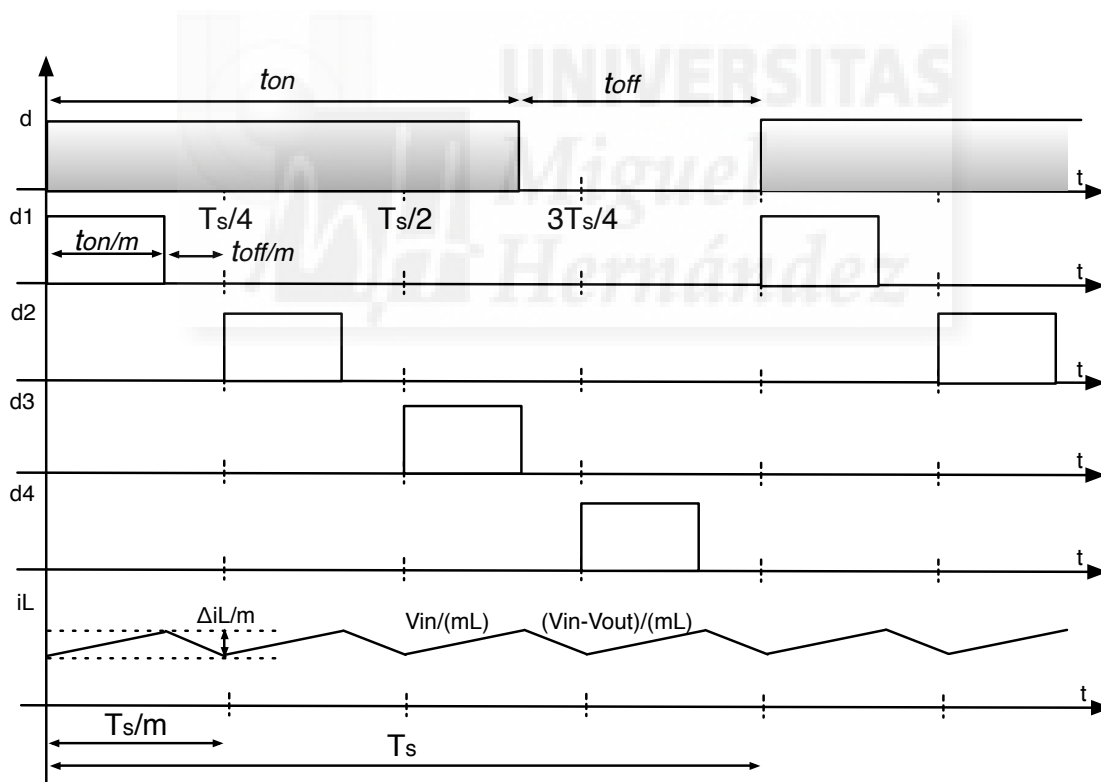 UNIVERSITAS
Miguel
Hernández
ton
toff
d
t
Ts/4
Ts/2
3Ts/4
d1
ton/m
toff/m
t
d2
t
d3
t
d4
t
iL
ΔiL/m
Vin/(mL)
(Vin-Vout)/(mL)
t
Ts/m
Ts